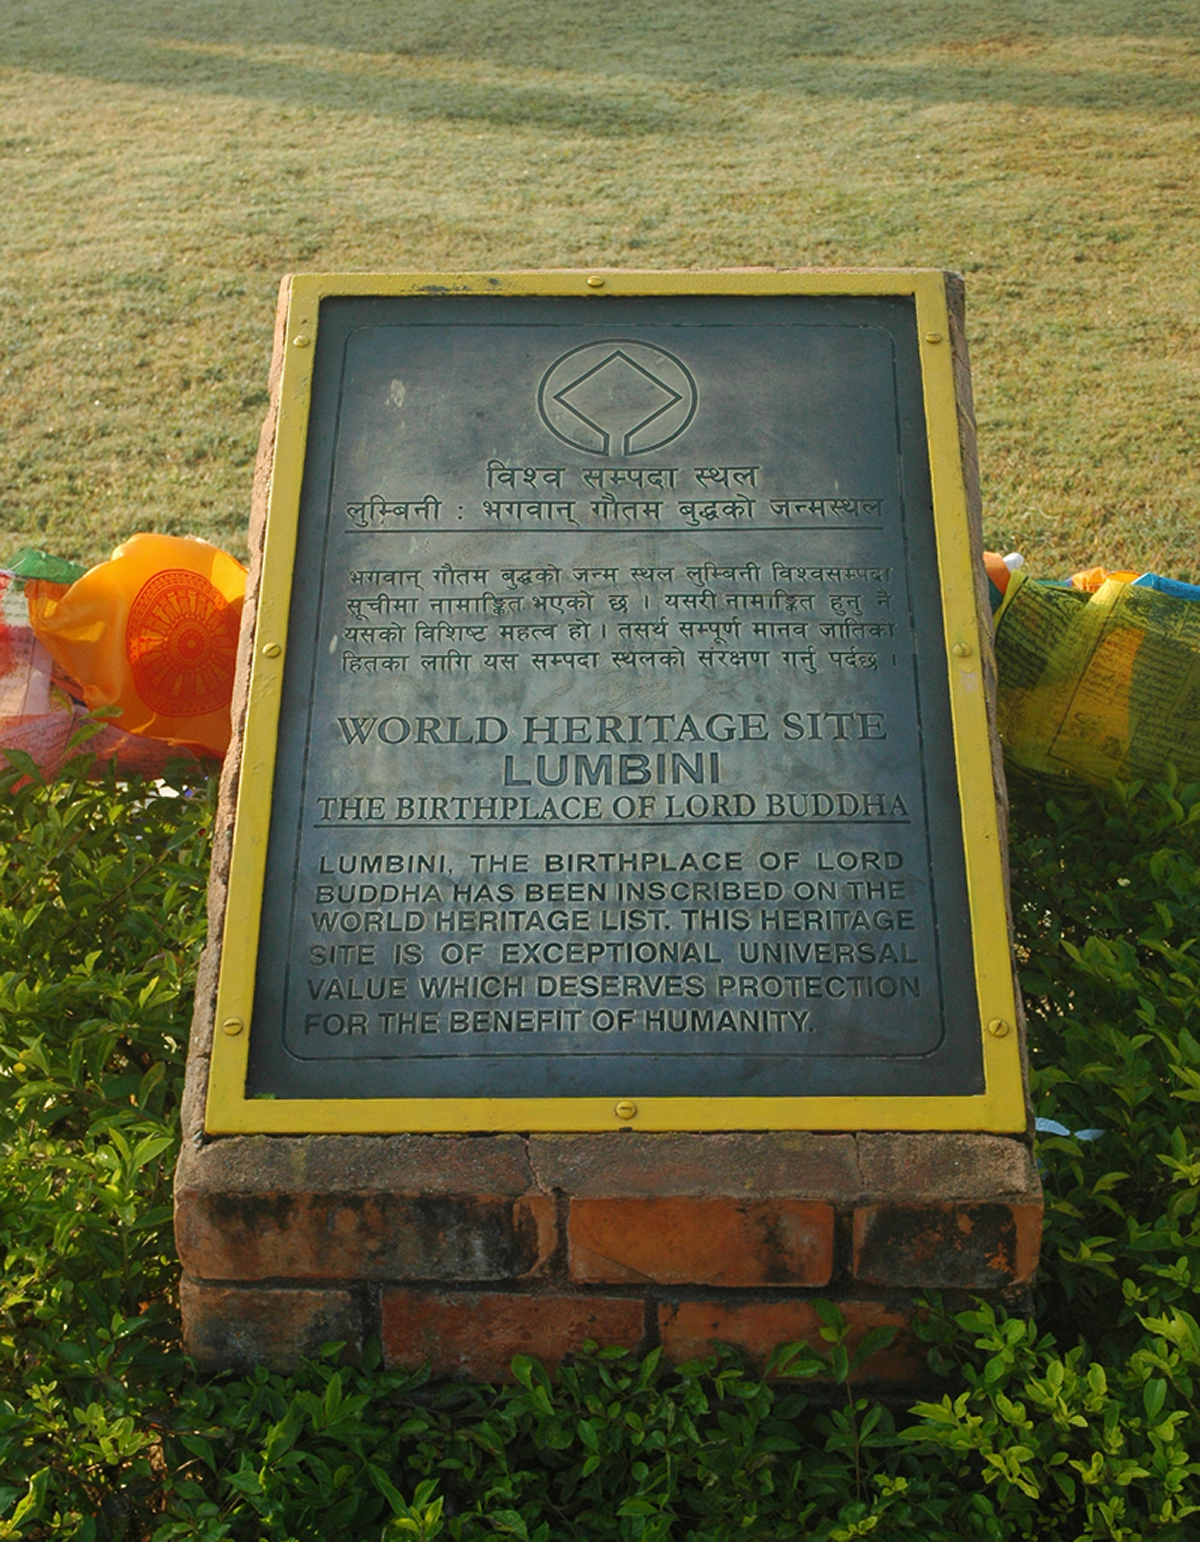 विश्व सम्पदा स्थल
लुम्बिनी : भगवान् गौतम बुद्धको जन्मस्थल
भगवान् गौतम बुद्धको जन्म स्थल लुम्बिनी विश्वसम्पदा
सूचीमा नामाङ्कित भएको छ । यसरी नामाङ्कित हुनु नै
यसको विशिष्ट महत्व हो । तसर्थ सम्पूर्ण मानव जातिका
हितका लागि यस सम्पदा स्थलको संरक्षण गर्नु पर्दछ ।
WORLD HERITAGE SITE
LUMBINI
THE BIRTHPLACE OF LORD BUDDHA
LUMBINI, THE BIRTHPLACE OF LORD
BUDDHA HAS BEEN INSCRIBED ON THE
WORLD HERITAGE LIST. THIS HERITAGE
SITE IS OF EXCEPTIONAL UNIVERSAL
VALUE WHICH DESERVES PROTECTION
FOR THE BENEFIT OF HUMANITY.